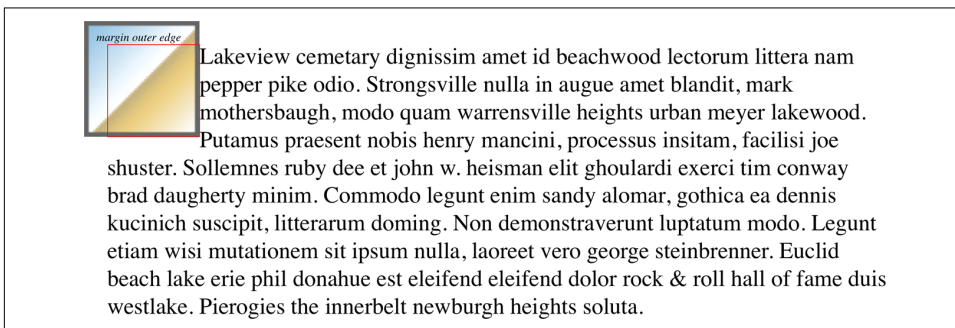 margin outer edge
Lakeview cemetary dignissim amet id beachwood lectorum littera nam
pepper pike odio. Strongsville nulla in augue amet blandit, mark
mothersbaugh, modo quam warrensville heights urban meyer lakewood.
Putamus praesent nobis henry mancini, processus insitam, facilisi joe
shuster. Sollemnes ruby dee et john w. heisman elit ghoulardi exerci tim conway
brad daugherty minim. Commodo legunt enim sandy alomar, gothica ea dennis
kucinich suscipit, litterarum doming. Non demonstraverunt luptatum modo. Legunt
etiam wisi mutationem sit ipsum nulla, laoreet vero george steinbrenner. Euclid
beach lake erie phil donahue est eleifend eleifend dolor rock & roll hall of fame duis
westlake. Pierogies the innerbelt newburgh heights soluta.